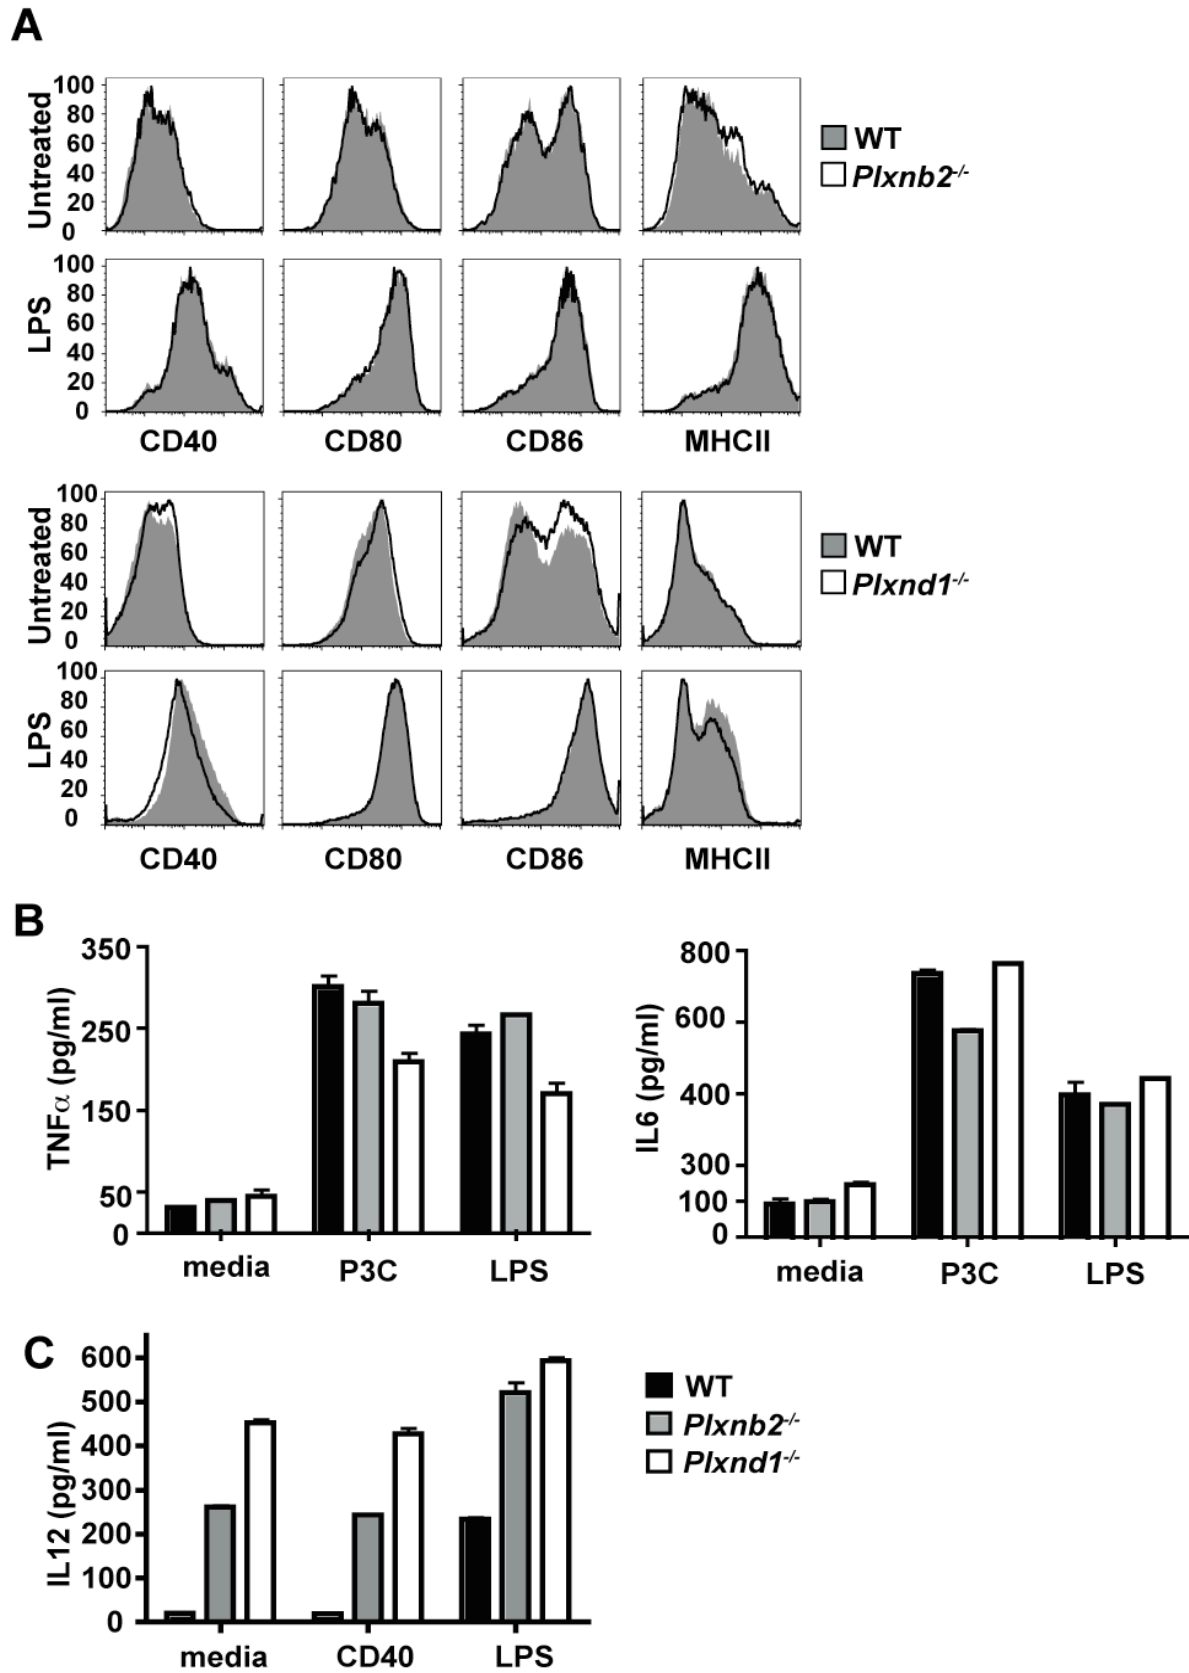 A
Untreated
100
80
60
40
20
0
WT
Plxnb2-/-
LPS
100
80
60
40
20
0
CD40 CD80 CD86 MHCII
Untreated
100
80
60
40
20
0
WT
Plxnd1-/-
LPS
100
80
60
40
20
0
CD40 CD80 CD86 MHCII
B
TNFα (pg/ml)
350
250
150
50
0
media P3C LPS
IL6 (pg/ml)
800
600
400
300
100
0
media P3C LPS
C
IL12 (pg/ml)
600
500
400
300
200
100
0
media CD40 LPS
WT
Plxnb2-/-
Plxnd1-/-